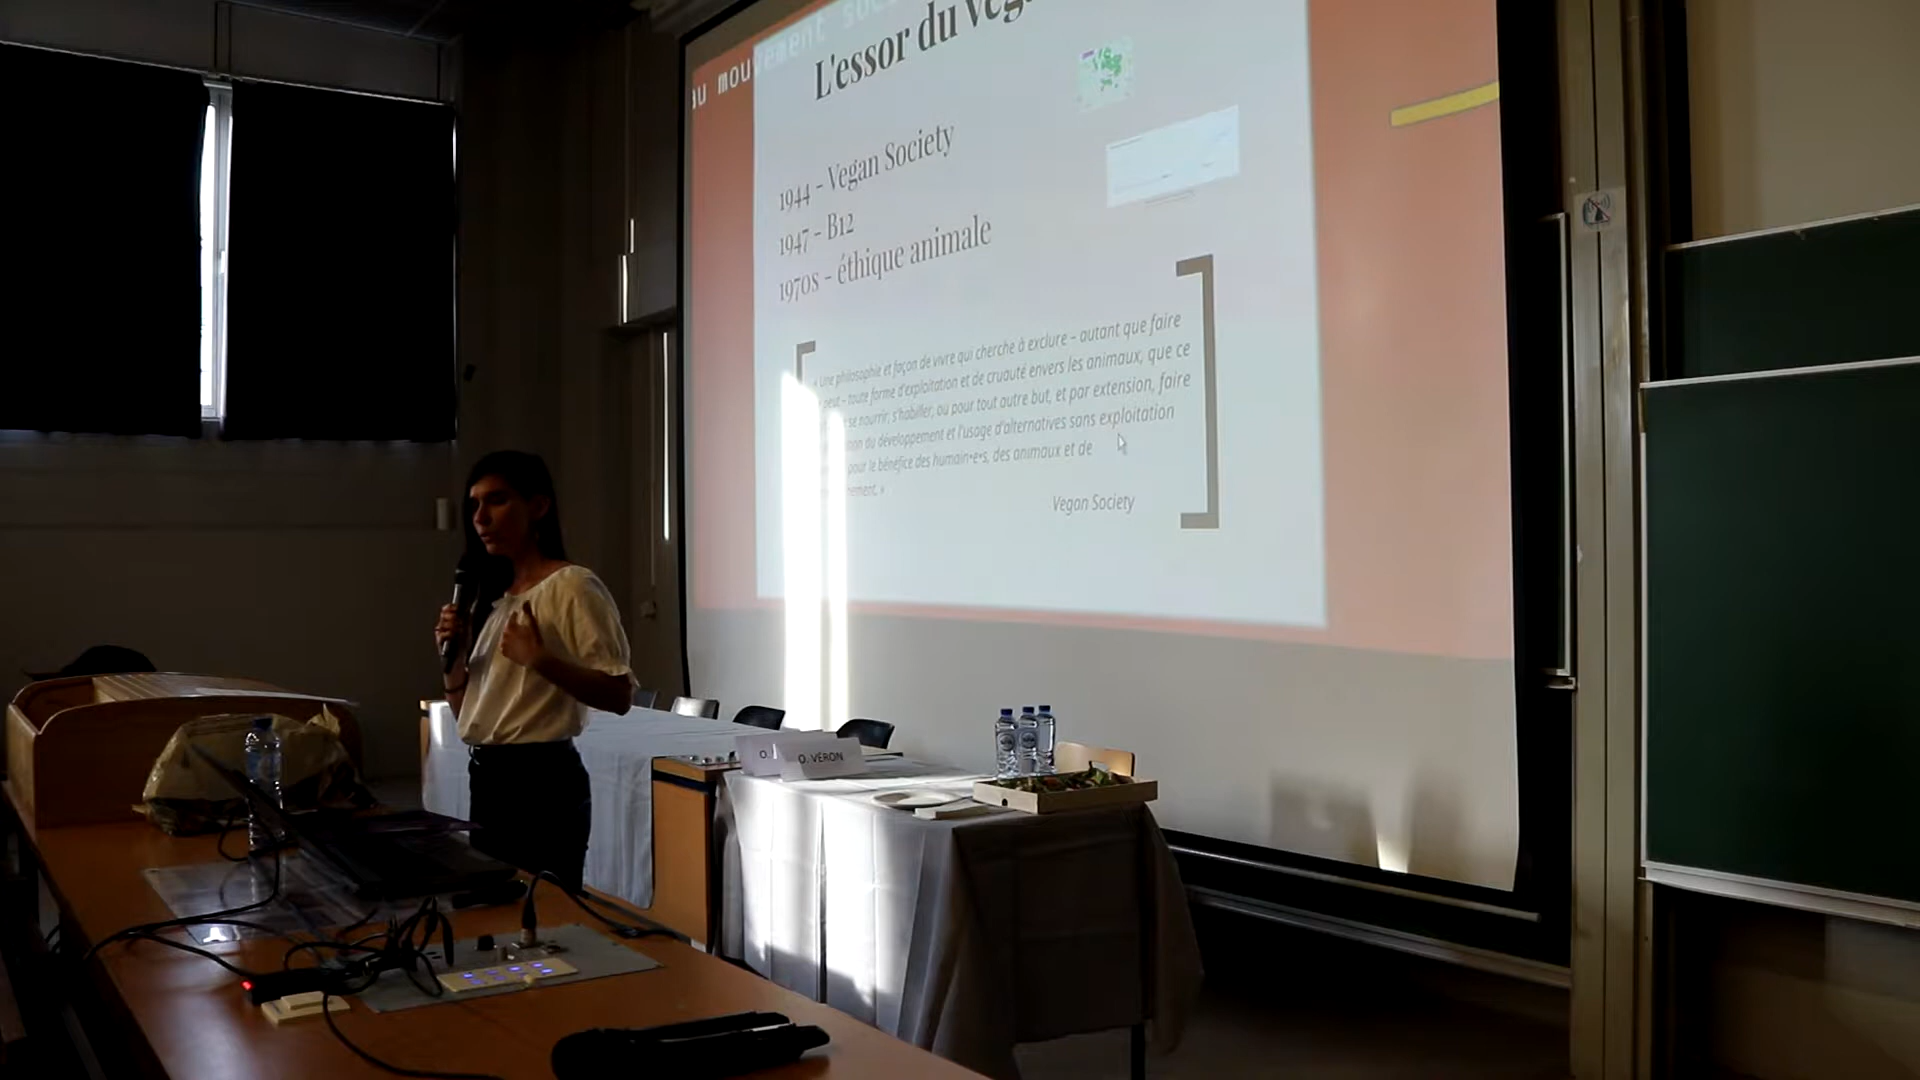 au mouvement soc
L'essor du vég
1944 - Vegan Society
1947 - B12
1970s - éthique animale
« Une philosophie et façon de vivre qui cherche à exclure – autant que faire
peut – toute forme d'exploitation et de cruauté envers les animaux, que ce
se nourrir, s'habiller, ou pour tout autre but, et par extension, faire
du développement et l'usage d'alternatives sans exploitation
pour le bénéfice des humain•e•s, des animaux et de
»
Vegan Society
O.
O. VÉRON